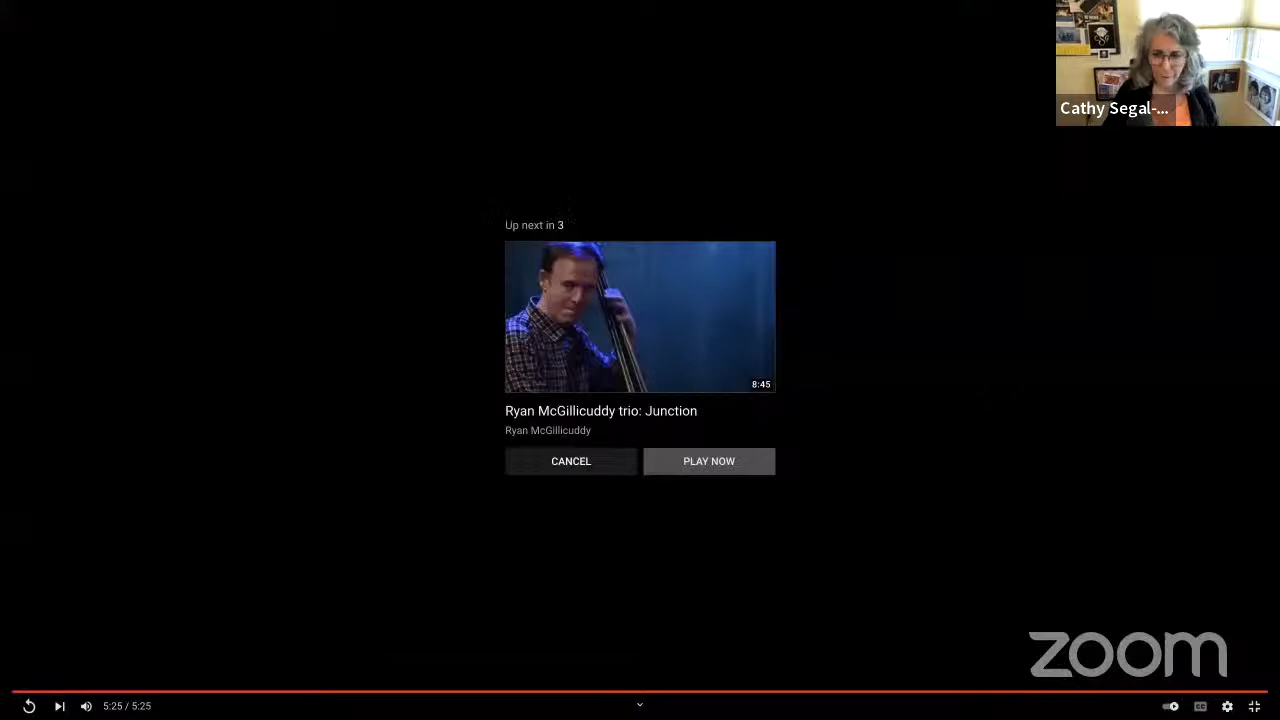 Cathy Segal-...
Up next in 3
8:45
Ryan McGillicuddy trio: Junction
Ryan McGillicuddy
CANCEL
PLAY NOW
zoom
5:25 / 5:25
CC